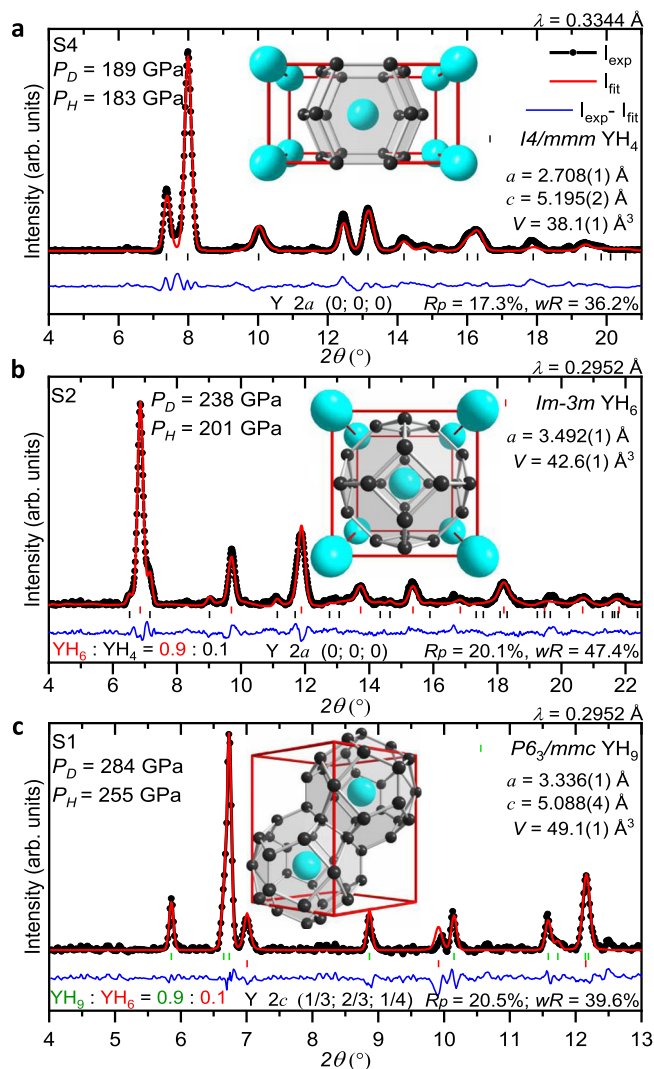 a
λ = 0.3344 Å
S4
P_D = 189 GPa
P_H = 183 GPa
I_exp
I_fit
I_exp- I_fit
I4/mmm YH₄
a = 2.708(1) Å
c = 5.195(2) Å
V = 38.1(1) Å³
Intensity (arb. units)
Y 2a (0; 0; 0) Rp = 17.3%, wR = 36.2%
4 6 8 10 12 14 16 18 20
2θ (°)
b
λ = 0.2952 Å
S2
P_D = 238 GPa
P_H = 201 GPa
Im-3m YH₆
a = 3.492(1) Å
V = 42.6(1) Å³
Intensity (arb. units)
YH₆ : YH₄ = 0.9 : 0.1 Y 2a (0; 0; 0) Rp = 20.1%, wR = 47.4%
4 6 8 10 12 14 16 18 20 22
2θ (°)
c
λ = 0.2952 Å
S1
P_D = 284 GPa
P_H = 255 GPa
P6₃/mmc YH₉
a = 3.336(1) Å
c = 5.088(4) Å
V = 49.1(1) Å³
Intensity (arb. units)
YH₉ : YH₆ = 0.9 : 0.1 Y 2c (1/3; 2/3; 1/4) Rp = 20.5%; wR = 39.6%
4 5 6 7 8 9 10 11 12 13
2θ (°)